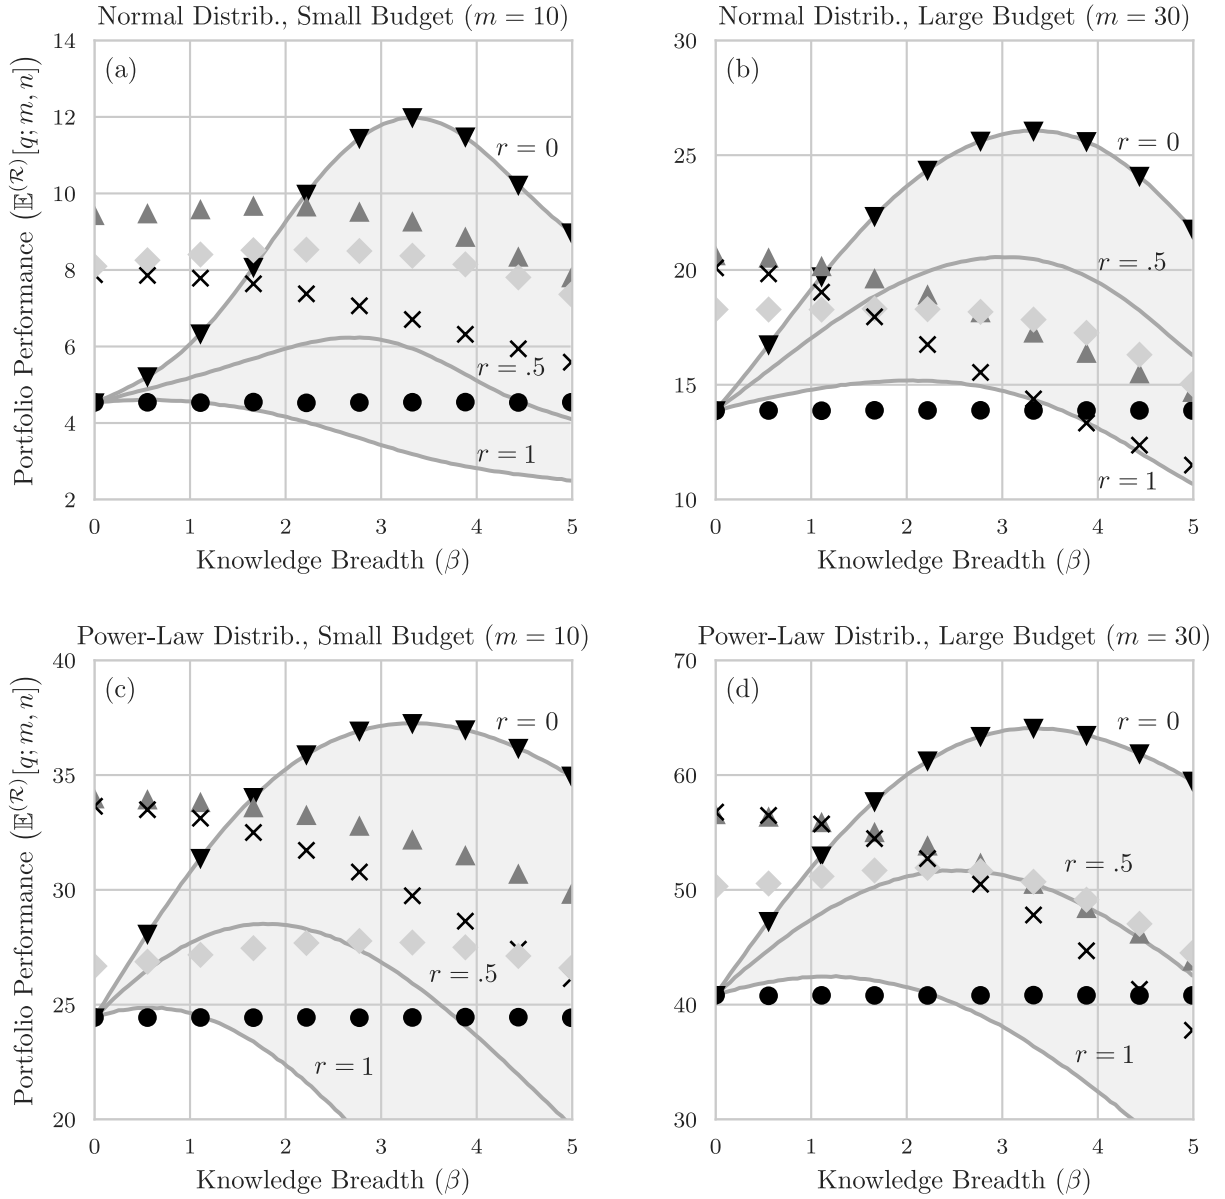 Normal Distrib., Small Budget (m = 10)
Portfolio Performance (𝔼^(ℛ)[q; m, n])
14
12
10
8
6
4
2
(a)
r = 0
r = .5
r = 1
0 1 2 3 4 5
Knowledge Breadth (β)
Normal Distrib., Large Budget (m = 30)
30
25
20
15
10
(b)
r = 0
r = .5
r = 1
0 1 2 3 4 5
Knowledge Breadth (β)
Power-Law Distrib., Small Budget (m = 10)
Portfolio Performance (𝔼^(ℛ)[q; m, n])
40
35
30
25
20
(c)
r = 0
r = .5
r = 1
0 1 2 3 4 5
Knowledge Breadth (β)
Power-Law Distrib., Large Budget (m = 30)
70
60
50
40
30
(d)
r = 0
r = .5
r = 1
0 1 2 3 4 5
Knowledge Breadth (β)